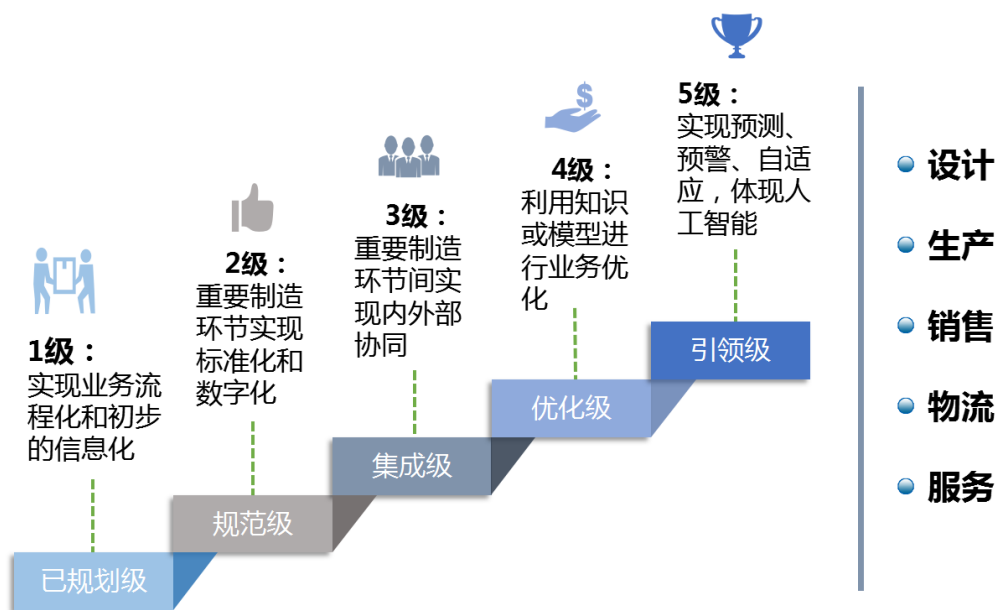 1级：
实现业务流
程化和初步
的信息化
已规划级
2级：
重要制造
环节实现
标准化和
数字化
规范级
3级：
重要制造
环节间实
现内外部
协同
集成级
4级：
利用知识
或模型进
行业务优
化
优化级
5级：
实现预测、
预警、自适
应，体现人
工智能
引领级
设计
生产
销售
物流
服务